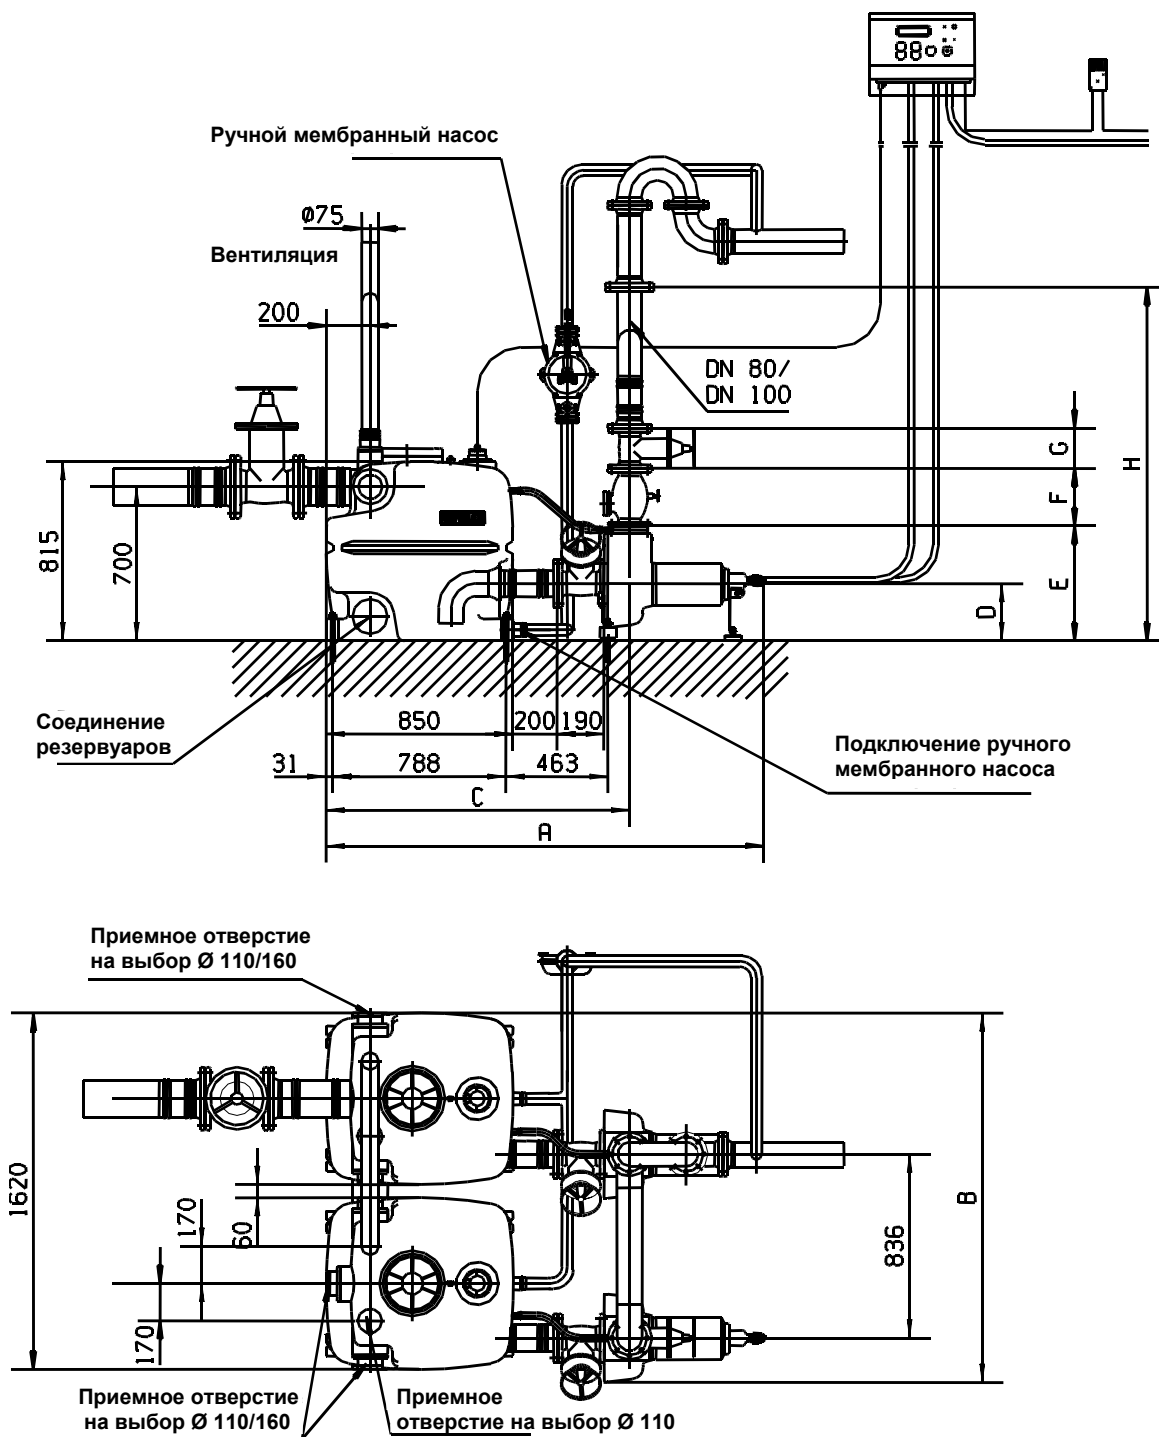 88
Ручной мембранный насос
Ø75
Вентиляция
200
DN 80/
DN 100
G
H
F
815
700
E
D
Соединение
резервуаров
850
200
190
Подключение ручного
мембранного насоса
31
788
463
C
A
Приемное отверстие
на выбор Ø 110/160
1620
170
60
B
836
170
Приемное отверстие
на выбор Ø 110/160
Приемное
отверстие на выбор Ø 110